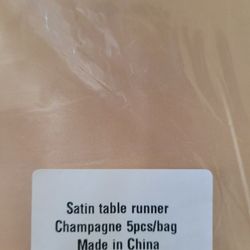 Satin table runner
Champagne 5pcs/bag
Made in China